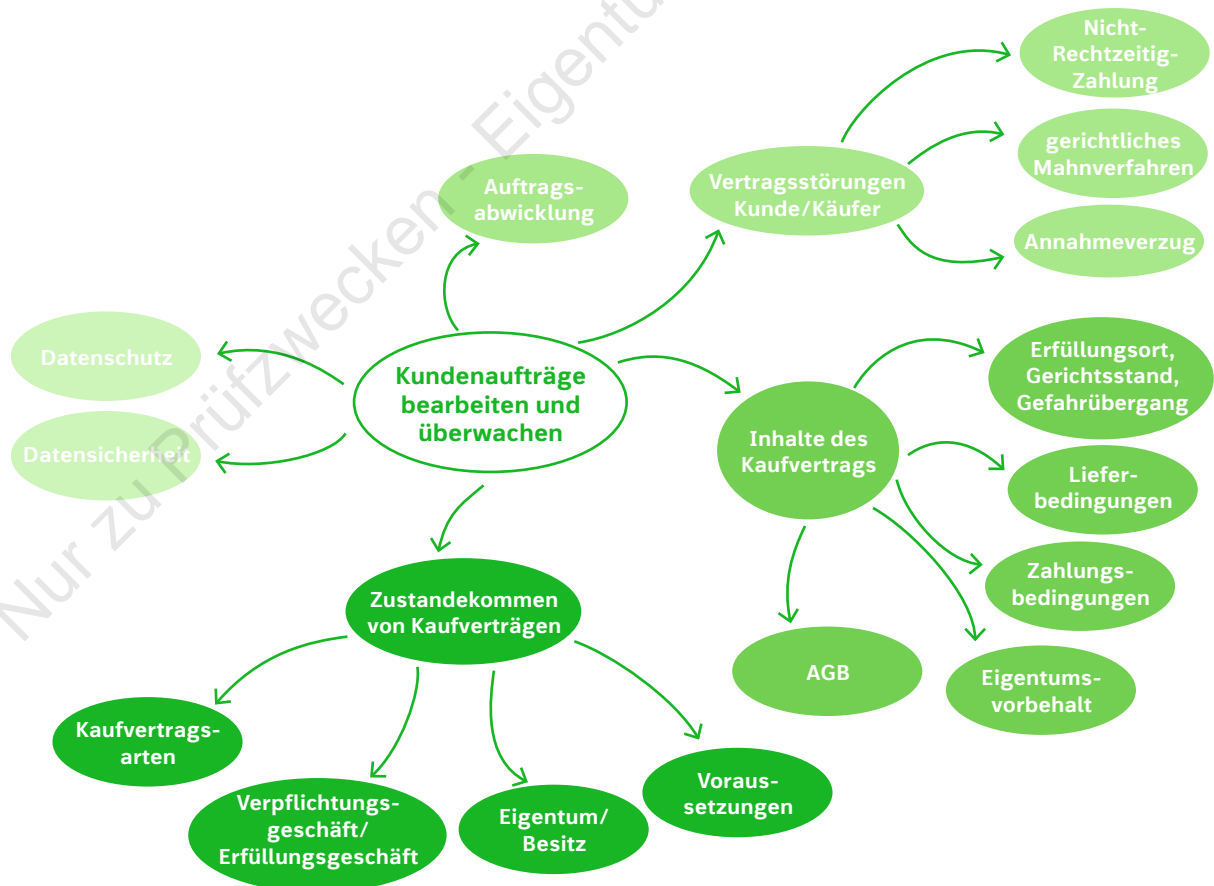 Nicht-
Rechtzeitig-
Zahlung
gerichtliches
Mahnverfahren
Auftrags-
abwicklung
Vertragsstörungen
Kunde/Käufer
Annahmeverzug
Datenschutz
Kundenaufträge
bearbeiten und
überwachen
Datensicherheit
Erfüllungsort,
Gerichtsstand,
Gefahrübergang
Inhalte des
Kaufvertrags
Liefer-
bedingungen
Zahlungs-
bedingungen
Eigentums-
vorbehalt
AGB
Zustandekommen
von Kaufverträgen
Kaufvertrags-
arten
Verpflichtungs-
geschäft/
Erfüllungsgeschäft
Eigentum/
Besitz
Voraus-
setzungen
Nur zu Prüfzwecken - Eigentu